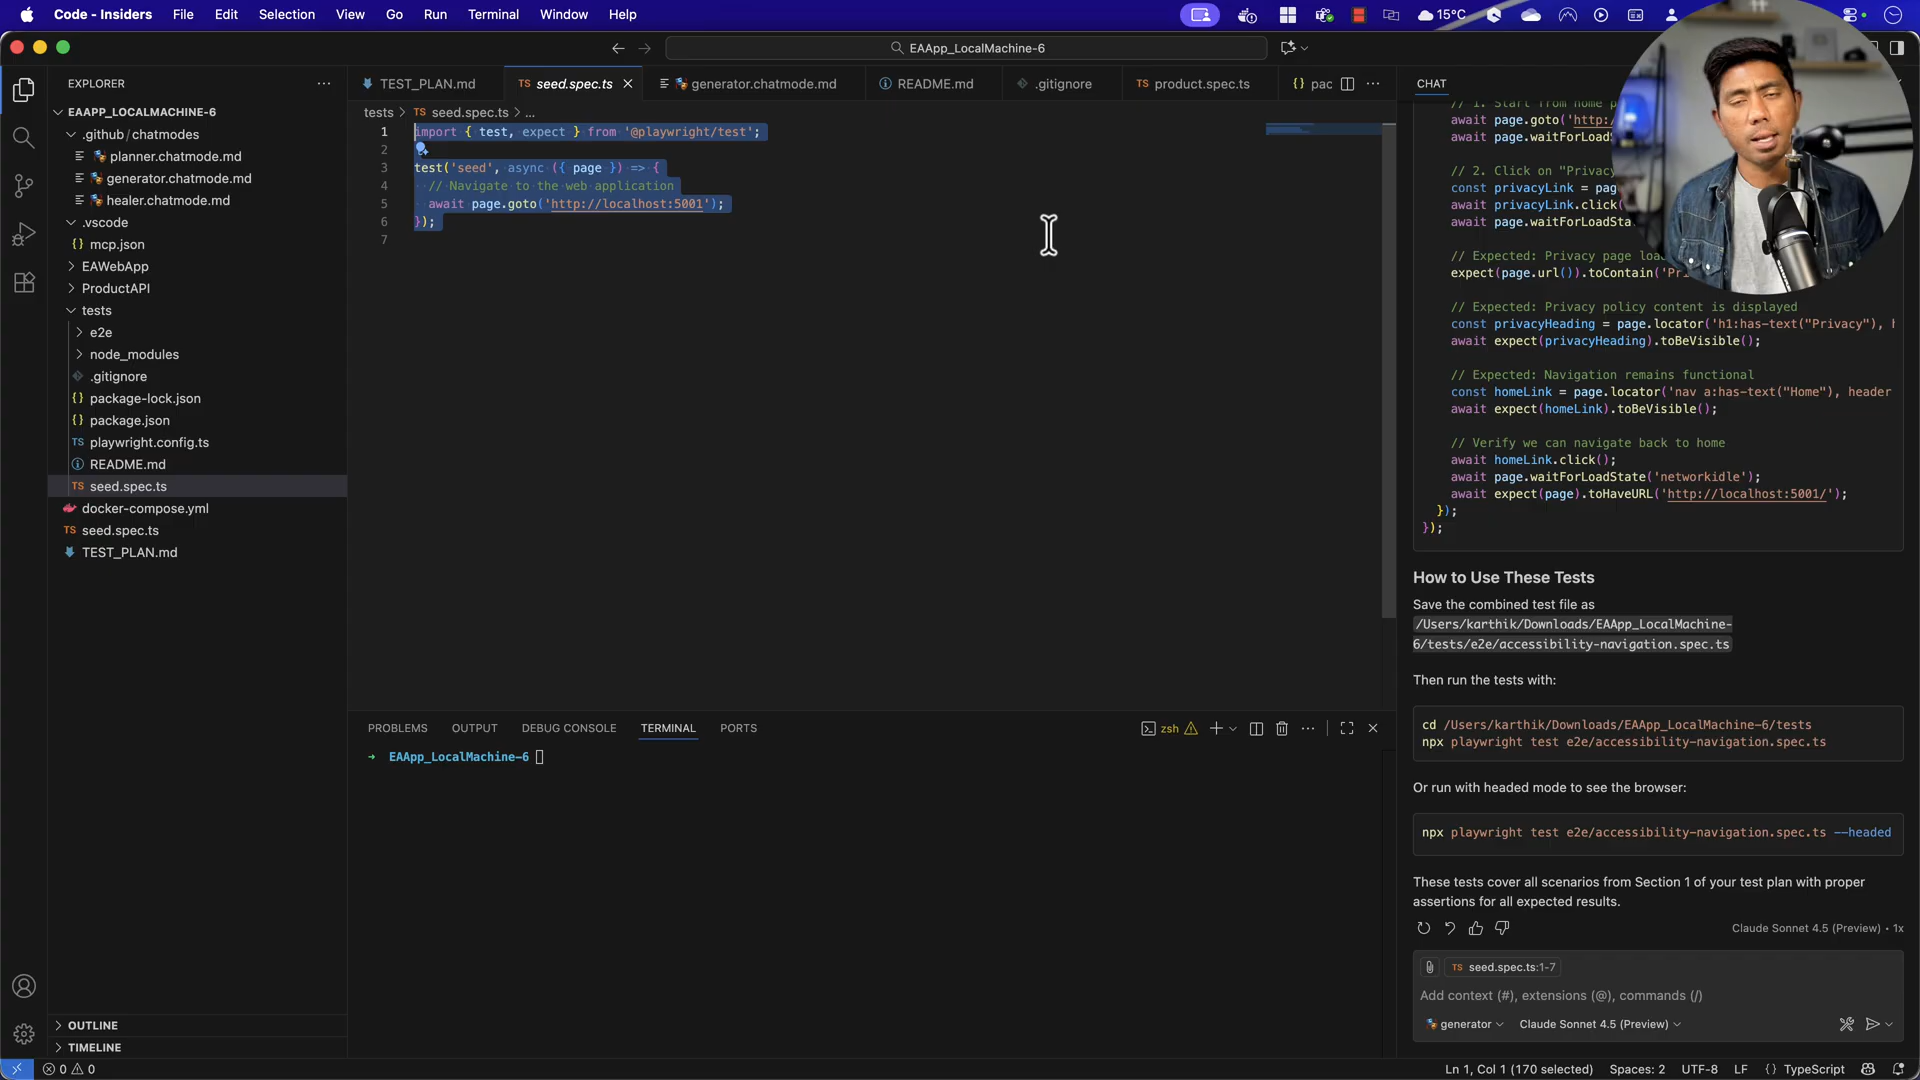 Code - Insiders File Edit Selection View Go Run Terminal Window Help 15°C
EAApp_LocalMachine-6
EXPLORER
EAAPP_LOCALMACHINE-6
.github/chatmodes
planner.chatmode.md
generator.chatmode.md
healer.chatmode.md
.vscode
mcp.json
EAWebApp
ProductAPI
tests
e2e
node_modules
.gitignore
package-lock.json
package.json
playwright.config.ts
README.md
seed.spec.ts
docker-compose.yml
seed.spec.ts
TEST_PLAN.md
OUTLINE
TIMELINE
TEST_PLAN.md seed.spec.ts generator.chatmode.md README.md .gitignore product.spec.ts {} pac
tests > TS seed.spec.ts > ...
1 import { test, expect } from '@playwright/test';
2
3 test('seed', async ({ page }) => {
4 // Navigate to the web application
5 await page.goto('http://localhost:5001');
6 });
7
PROBLEMS OUTPUT DEBUG CONSOLE TERMINAL PORTS zsh
→ EAApp_LocalMachine-6
CHAT
// 1. Start from home p
await page.goto('http:/
await page.waitForLoadS
// 2. Click on "Privacy
const privacyLink = pag
await privacyLink.click(
await page.waitForLoadSta
// Expected: Privacy page loa
expect(page.url()).toContain('Pri
// Expected: Privacy policy content is displayed
const privacyHeading = page.locator('h1:has-text("Privacy"), h
await expect(privacyHeading).toBeVisible();
// Expected: Navigation remains functional
const homeLink = page.locator('nav a:has-text("Home"), header
await expect(homeLink).toBeVisible();
// Verify we can navigate back to home
await homeLink.click();
await page.waitForLoadState('networkidle');
await expect(page).toHaveURL('http://localhost:5001/');
});
});
How to Use These Tests
Save the combined test file as
/Users/karthik/Downloads/EAApp_LocalMachine-
6/tests/e2e/accessibility-navigation.spec.ts
Then run the tests with:
cd /Users/karthik/Downloads/EAApp_LocalMachine-6/tests
npx playwright test e2e/accessibility-navigation.spec.ts
Or run with headed mode to see the browser:
npx playwright test e2e/accessibility-navigation.spec.ts --headed
These tests cover all scenarios from Section 1 of your test plan with proper
assertions for all expected results.
Claude Sonnet 4.5 (Preview) • 1x
TS seed.spec.ts:1-7
Add context (#), extensions (@), commands (/)
generator Claude Sonnet 4.5 (Preview)
0 0 Ln 1, Col 1 (170 selected) Spaces: 2 UTF-8 LF {} TypeScript